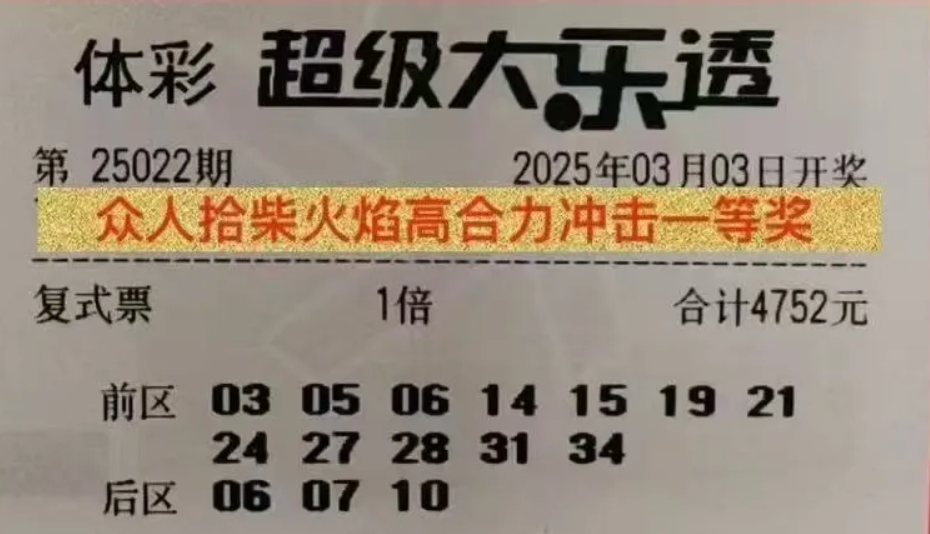 体彩 超级大乐透
第 25022期 2025年03月03日开奖
众人拾柴火焰高合力冲击一等奖
复式票 1倍 合计4752元
前区 03 05 06 14 15 19 21
24 27 28 31 34
后区 06 07 10